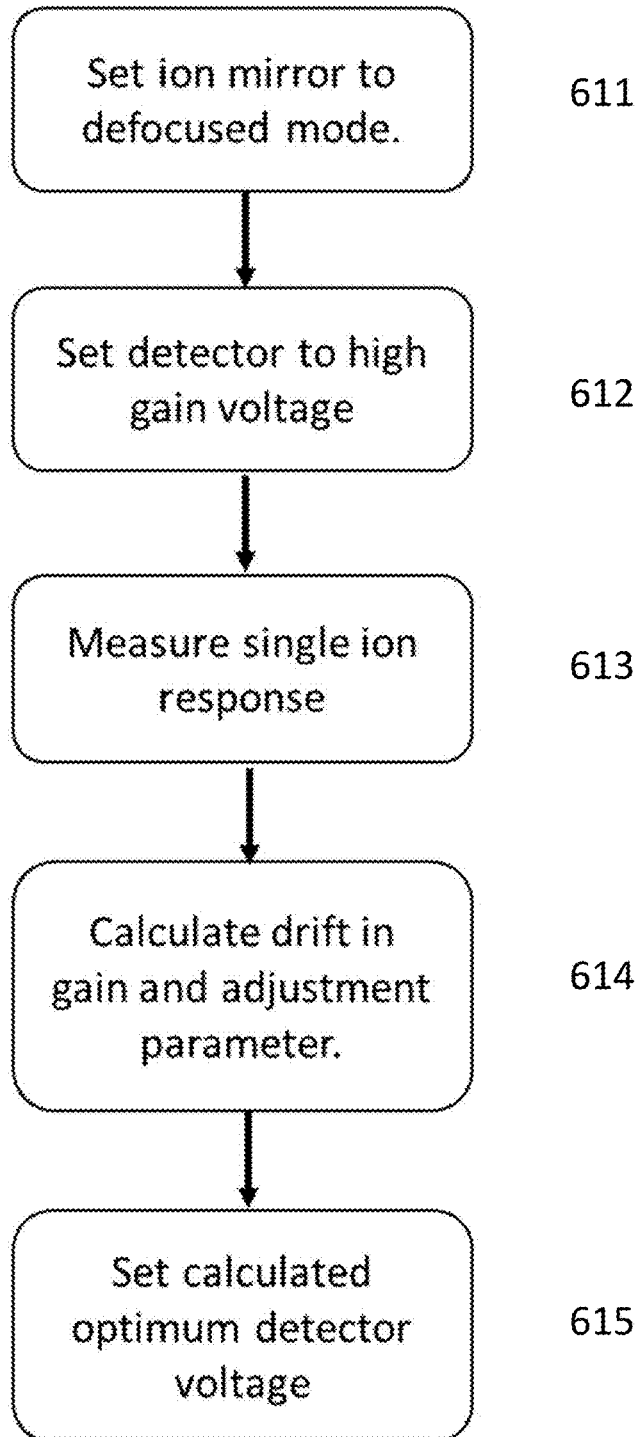 Set ion mirror to
defocused mode.
611
Set detector to high
gain voltage
612
Measure single ion
response
613
Calculate drift in
gain and adjustment
parameter.
614
Set calculated
optimum detector
voltage
615